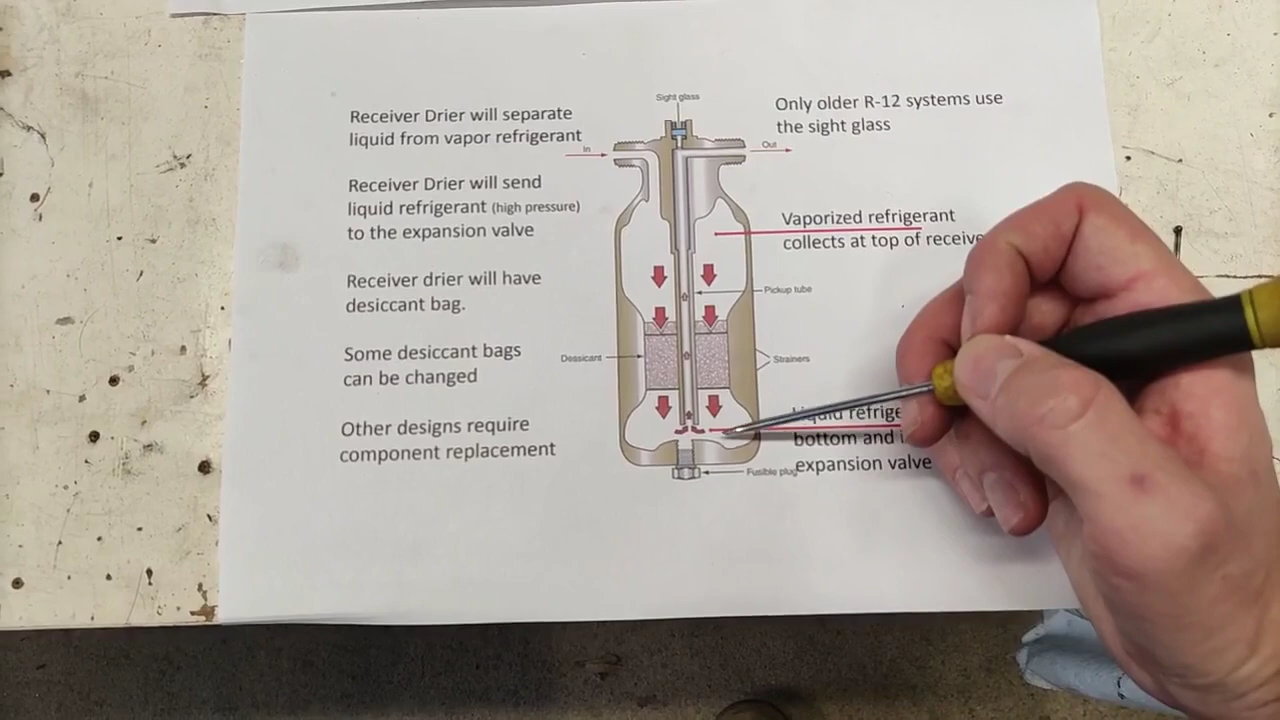 Receiver Drier will separate
liquid from vapor refrigerant
Receiver Drier will send
liquid refrigerant (high pressure)
to the expansion valve
Receiver drier will have
desiccant bag.
Some desiccant bags
can be changed
Other designs require
component replacement
Sight glass
In
Out
Pickup tube
Dessicant
Strainers
Fusible plug
Only older R-12 systems use
the sight glass
Vaporized refrigerant
collects at top of receive
Liquid refrige
bottom and i
expansion valve